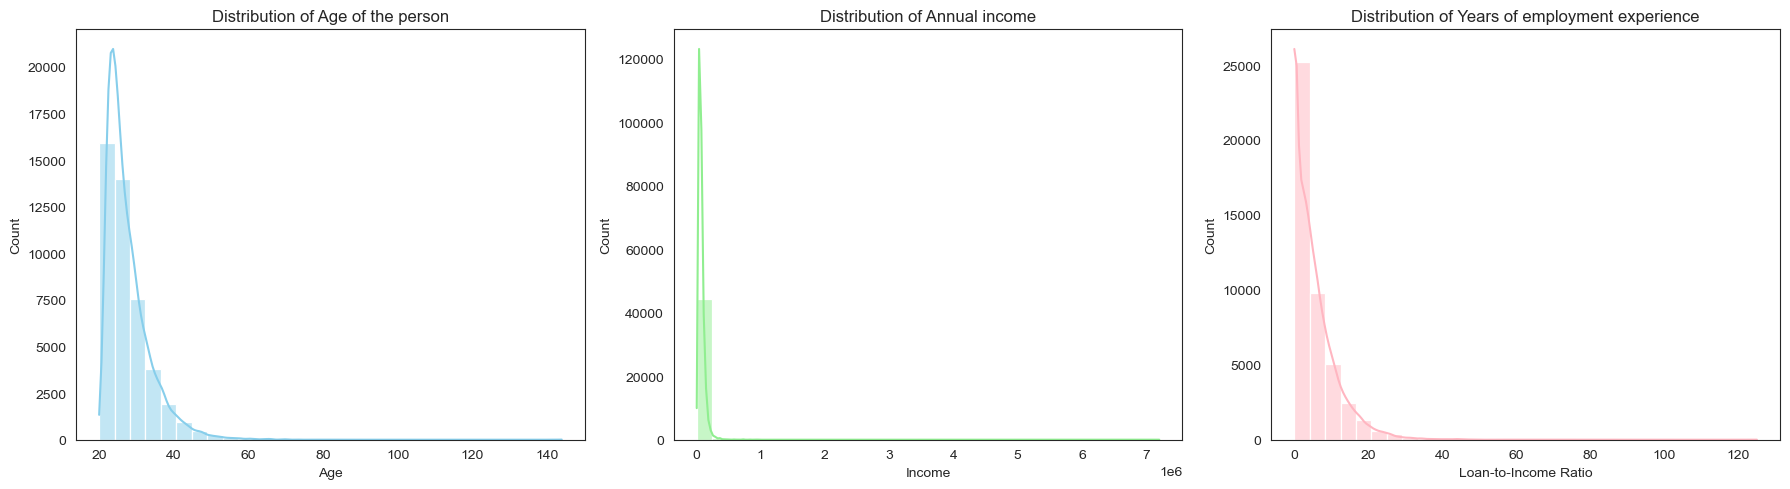 Distribution of Age of the person
Count
20000
17500
15000
12500
10000
7500
5000
2500
0
20 40 60 80 100 120 140
Age
Distribution of Annual income
Count
120000
100000
80000
60000
40000
20000
0
0 1 2 3 4 5 6 7
1e6
Income
Distribution of Years of employment experience
Count
25000
20000
15000
10000
5000
0
0 20 40 60 80 100 120
Loan-to-Income Ratio